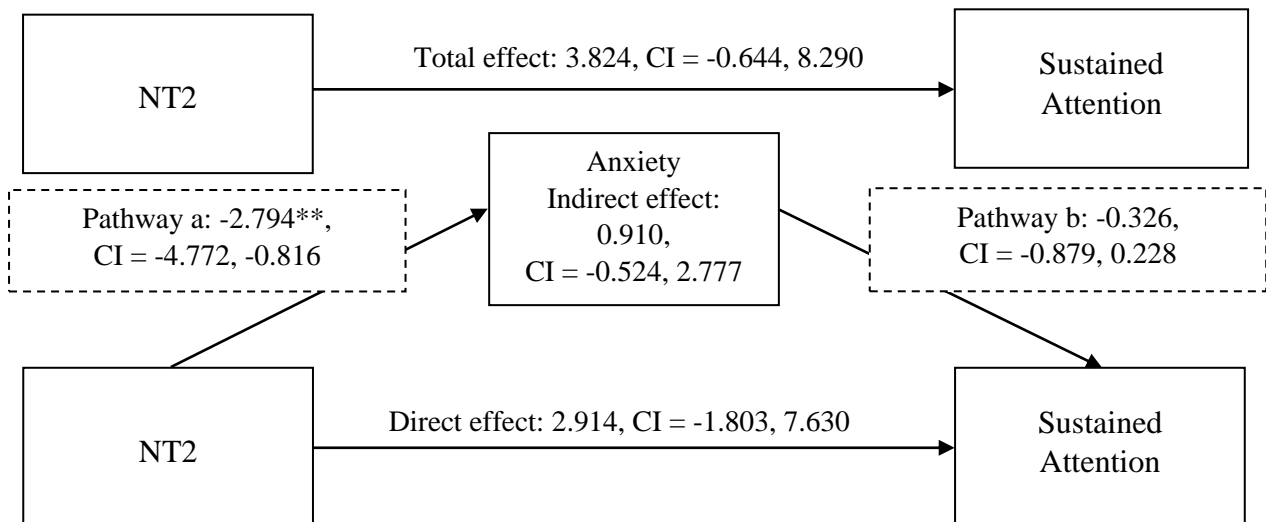 NT2
Total effect: 3.824, CI = -0.644, 8.290
Sustained
Attention
Pathway a: -2.794**,
CI = -4.772, -0.816
Anxiety
Indirect effect:
0.910,
CI = -0.524, 2.777
Pathway b: -0.326,
CI = -0.879, 0.228
NT2
Direct effect: 2.914, CI = -1.803, 7.630
Sustained
Attention